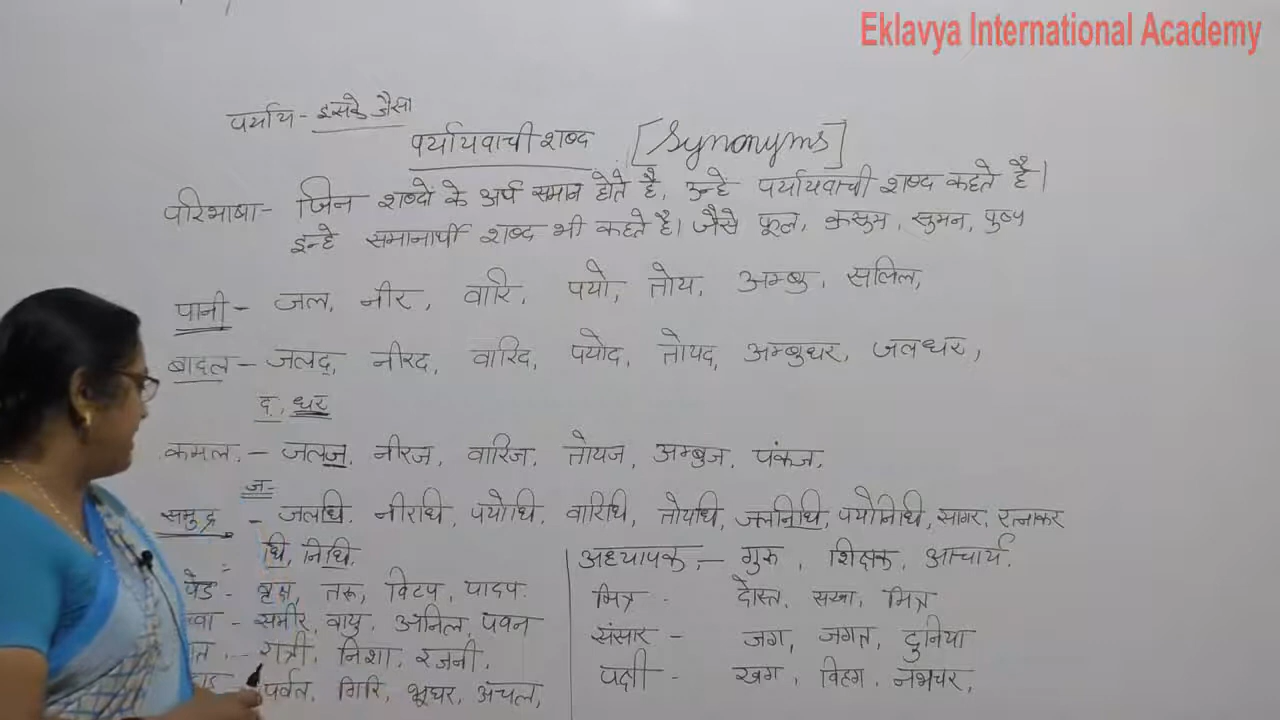 Eklavya International Academy
पर्याय - इसके जैसा
पर्यायवाची शब्द [Synonyms]
परिभाषा - जिन शब्दों के अर्थ समान होते है, उन्हे पर्यायवाची शब्द कहते है।
इन्हे समानार्थी शब्द भी कहते है। जैसे फूल, कुसुम, सुमन, पुष्प
पानी - जल, नीर, वारि, पयो, तोय, अम्बु, सलिल,
बादल - जलद, नीरद, वारिद, पयोद, तोयद, अम्बुधर, जलधर,
द, धर
कमल - जलज, नीरज, वारिज, तोयज, अम्बुज, पंकज,
ज -
समुद्र - जलधि, नीरधि, पयोधि, वारिधि, तोयधि, जलनिधि, पयोनिधि, सागर, रत्नाकर
धि, निधि,
पेड - वृक्ष, तरू, विटप, पादप
वा - समीर, वायु, अनिल, पवन
त - रात्री, निशा, रजनी,
पर्वत, गिरि, भूधर, अचल,
अध्यापक, - गुरू, शिक्षक, आचार्य.
मित्र - दोस्त, सखा, मित्र
संसार - जग, जगत, दुनिया
पक्षी - खग, विहग, नभचर,